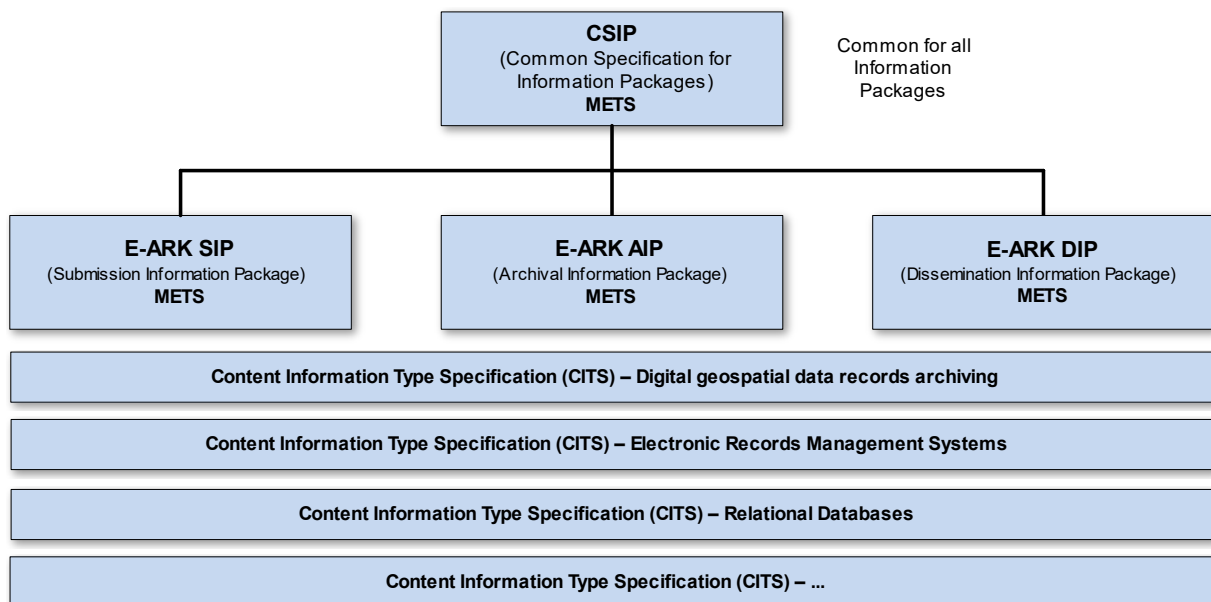 CSIP
(Common Specification for
Information Packages)
METS
Common for all
Information
Packages
E-ARK SIP
(Submission Information Package)
METS
E-ARK AIP
(Archival Information Package)
METS
E-ARK DIP
(Dissemination Information Package)
METS
Content Information Type Specification (CITS) – Digital geospatial data records archiving
Content Information Type Specification (CITS) – Electronic Records Management Systems
Content Information Type Specification (CITS) – Relational Databases
Content Information Type Specification (CITS) – ...